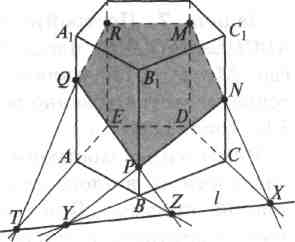 R M
A₁ C₁
B₁
Q
N
E D
A P C
B
T Y Z l X